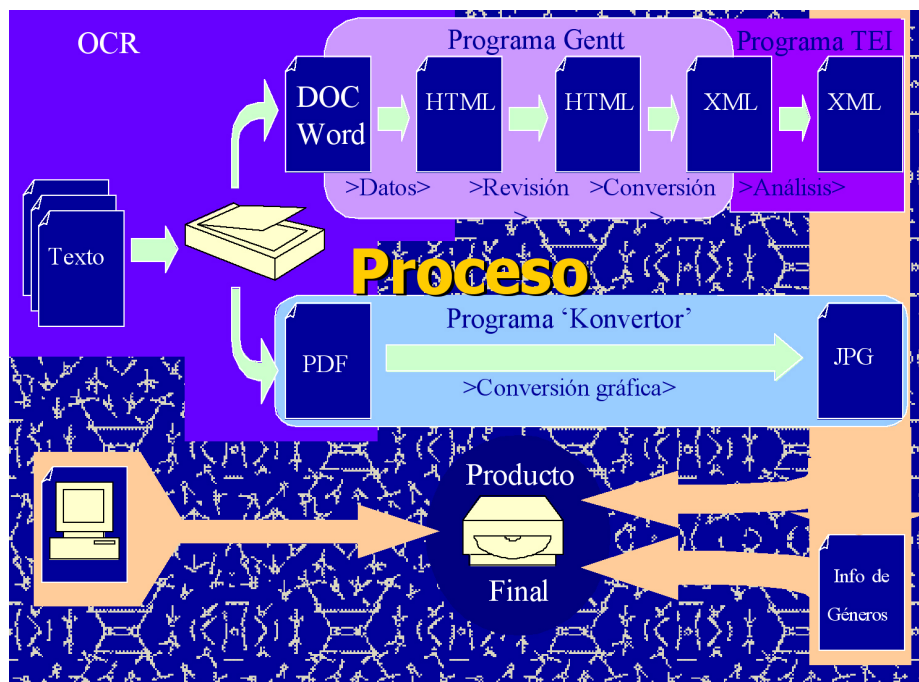 OCR
Programa Gentt
Programa TEI
DOC
Word
HTML
HTML
XML
XML
>Datos>
>Revisión
>
>Conversión
>
>Análisis>
Texto
Proceso
Programa ‘Konvertor’
PDF
JPG
>Conversión gráfica>
Producto
Final
Info de
Géneros